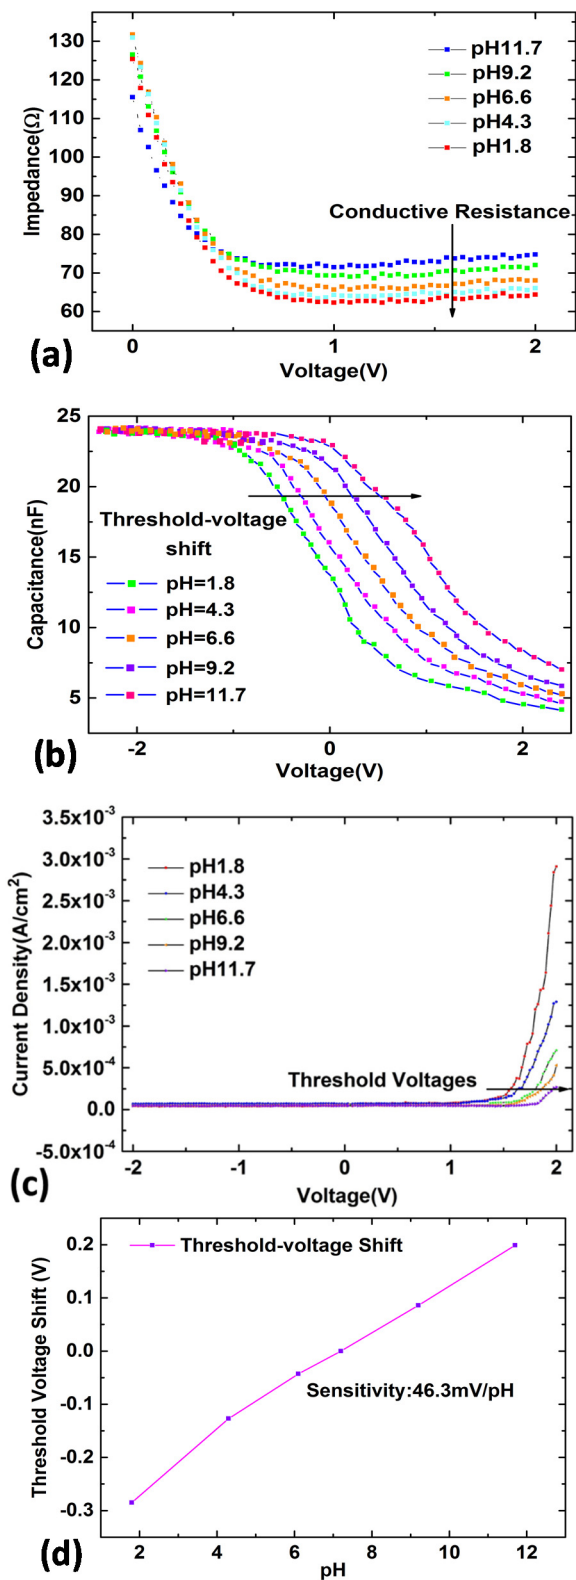 135
130
120
110
100
90
80
70
60
Impedance(Ω)
pH11.7
pH9.2
pH6.6
pH4.3
pH1.8
Conductive Resistance
0
1
2
Voltage(V)
(a)
25
20
15
10
5
Capacitance(nF)
Threshold-voltage
shift
pH=1.8
pH=4.3
pH=6.6
pH=9.2
pH=11.7
-2
0
2
Voltage(V)
(b)
3.5x10-3
3.0x10-3
2.5x10-3
2.0x10-3
1.5x10-3
1.0x10-3
5.0x10-4
0.0
-5.0x10-4
Current Density(A/cm2)
pH1.8
pH4.3
pH6.6
pH9.2
pH11.7
Threshold Voltages
-2
-1
0
1
2
Voltage(V)
(c)
0.2
0.1
0.0
-0.1
-0.2
-0.3
Threshold Voltage Shift (V)
Threshold-voltage Shift
Sensitivity:46.3mV/pH
2
4
6
8
10
12
pH
(d)